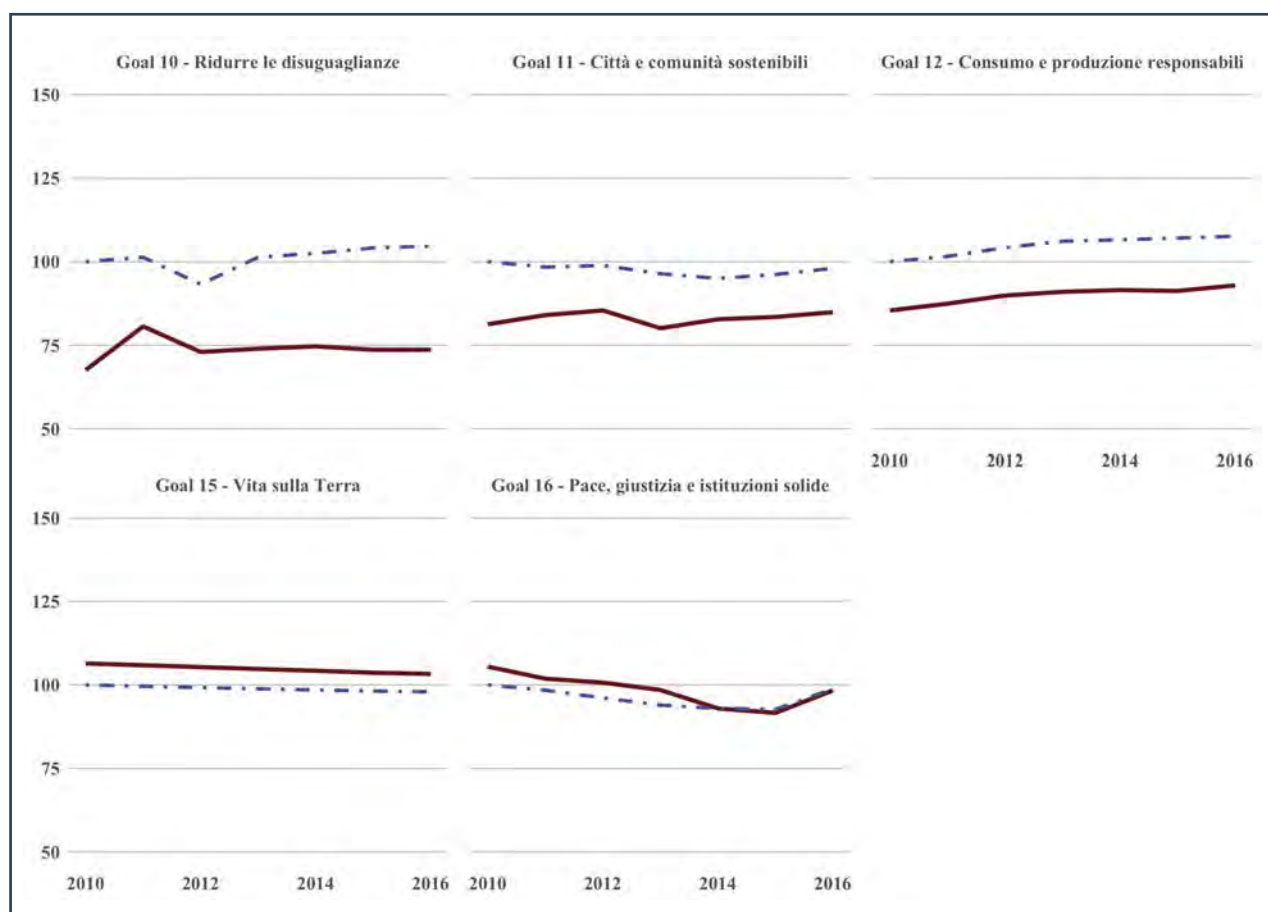 Goal 10 - Ridurre le disuguaglianze
Goal 11 - Città e comunità sostenibili
Goal 12 - Consumo e produzione responsabili
150
125
100
75
50
2010 2012 2014 2016
Goal 15 - Vita sulla Terra
Goal 16 - Pace, giustizia e istituzioni solide
150
125
100
75
50
2010 2012 2014 2016
2010 2012 2014 2016